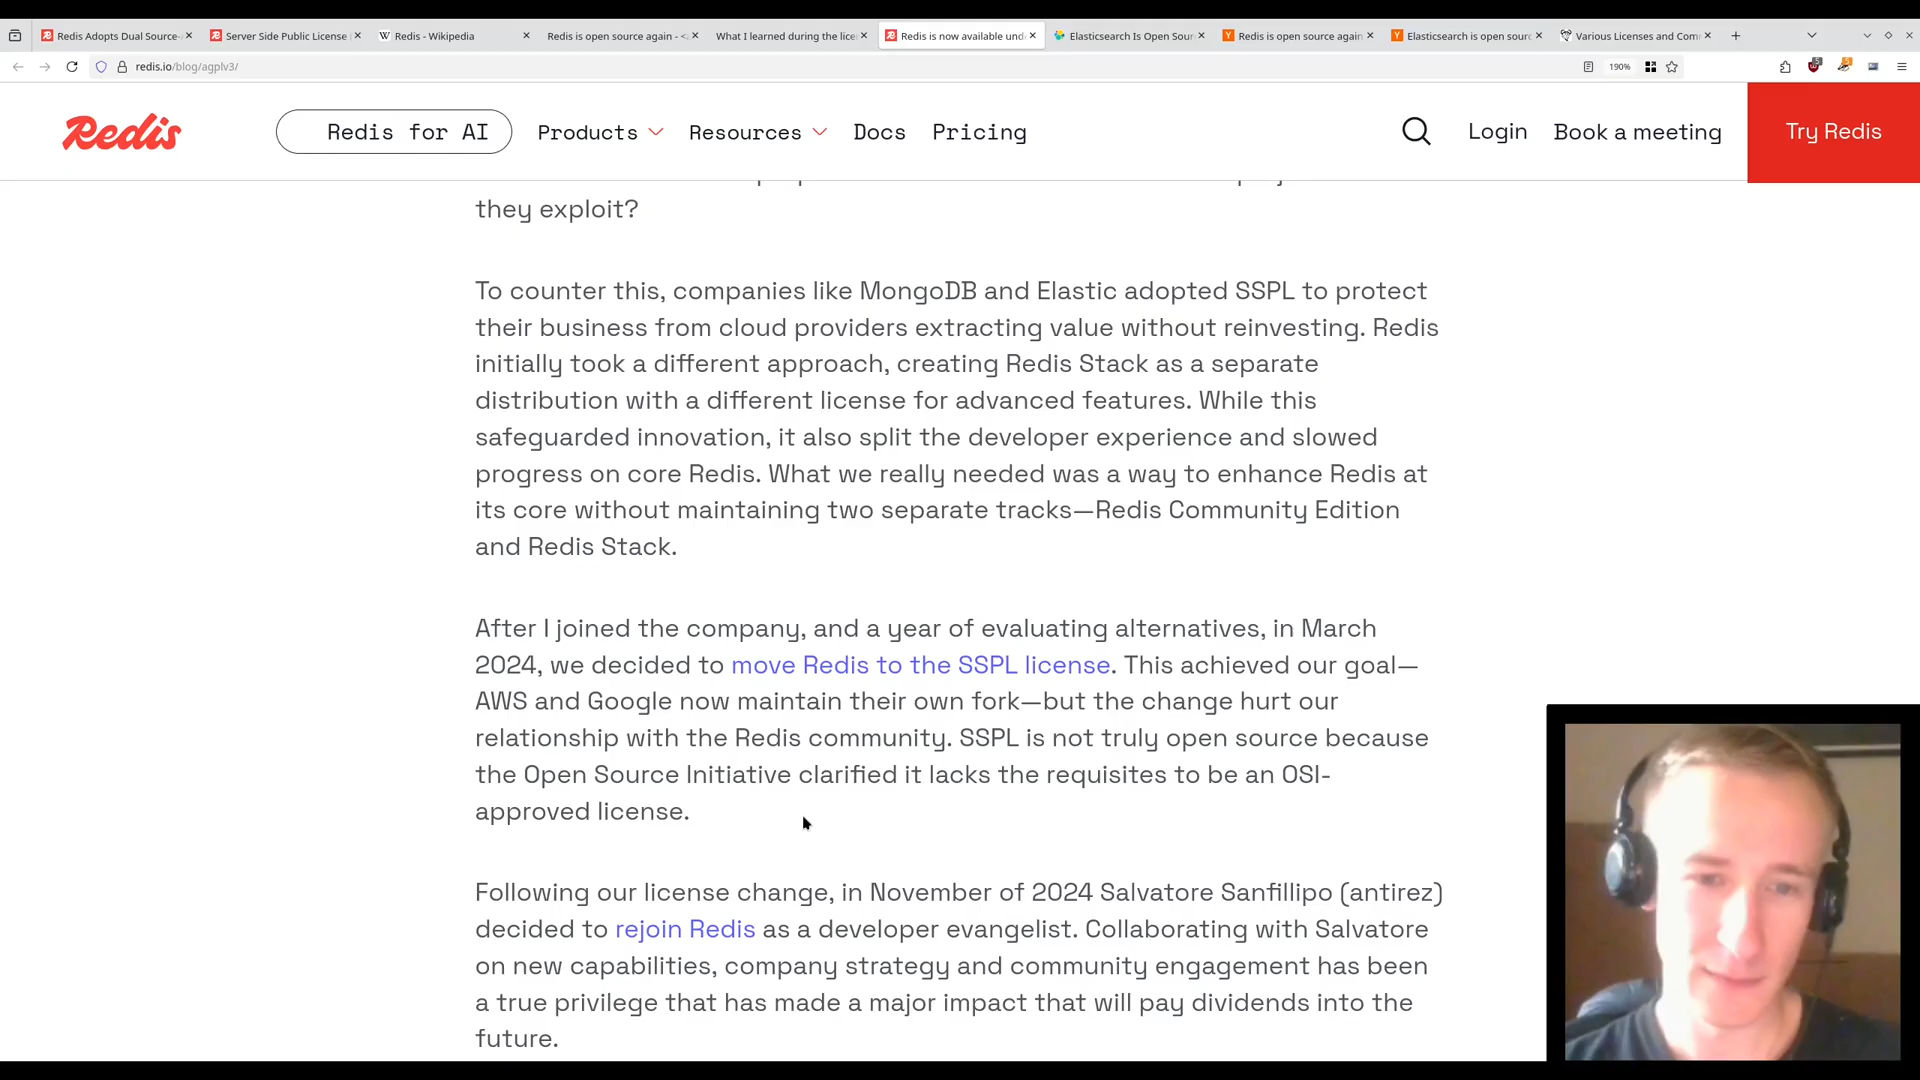 Redis Adopts Dual Source-
Server Side Public License
Redis - Wikipedia
Redis is open source again - <
What I learned during the lice
Redis is now available und
Elasticsearch Is Open Sour
Redis is open source again
Elasticsearch is open sourc
Various Licenses and Com
redis.io/blog/agplv3/
190%
Redis
Redis for AI
Products
Resources
Docs
Pricing
Login
Book a meeting
Try Redis
they exploit?
To counter this, companies like MongoDB and Elastic adopted SSPL to protect
their business from cloud providers extracting value without reinvesting. Redis
initially took a different approach, creating Redis Stack as a separate
distribution with a different license for advanced features. While this
safeguarded innovation, it also split the developer experience and slowed
progress on core Redis. What we really needed was a way to enhance Redis at
its core without maintaining two separate tracks—Redis Community Edition
and Redis Stack.
After I joined the company, and a year of evaluating alternatives, in March
2024, we decided to move Redis to the SSPL license. This achieved our goal—
AWS and Google now maintain their own fork—but the change hurt our
relationship with the Redis community. SSPL is not truly open source because
the Open Source Initiative clarified it lacks the requisites to be an OSI-
approved license.
Following our license change, in November of 2024 Salvatore Sanfillipo (antirez)
decided to rejoin Redis as a developer evangelist. Collaborating with Salvatore
on new capabilities, company strategy and community engagement has been
a true privilege that has made a major impact that will pay dividends into the
future.